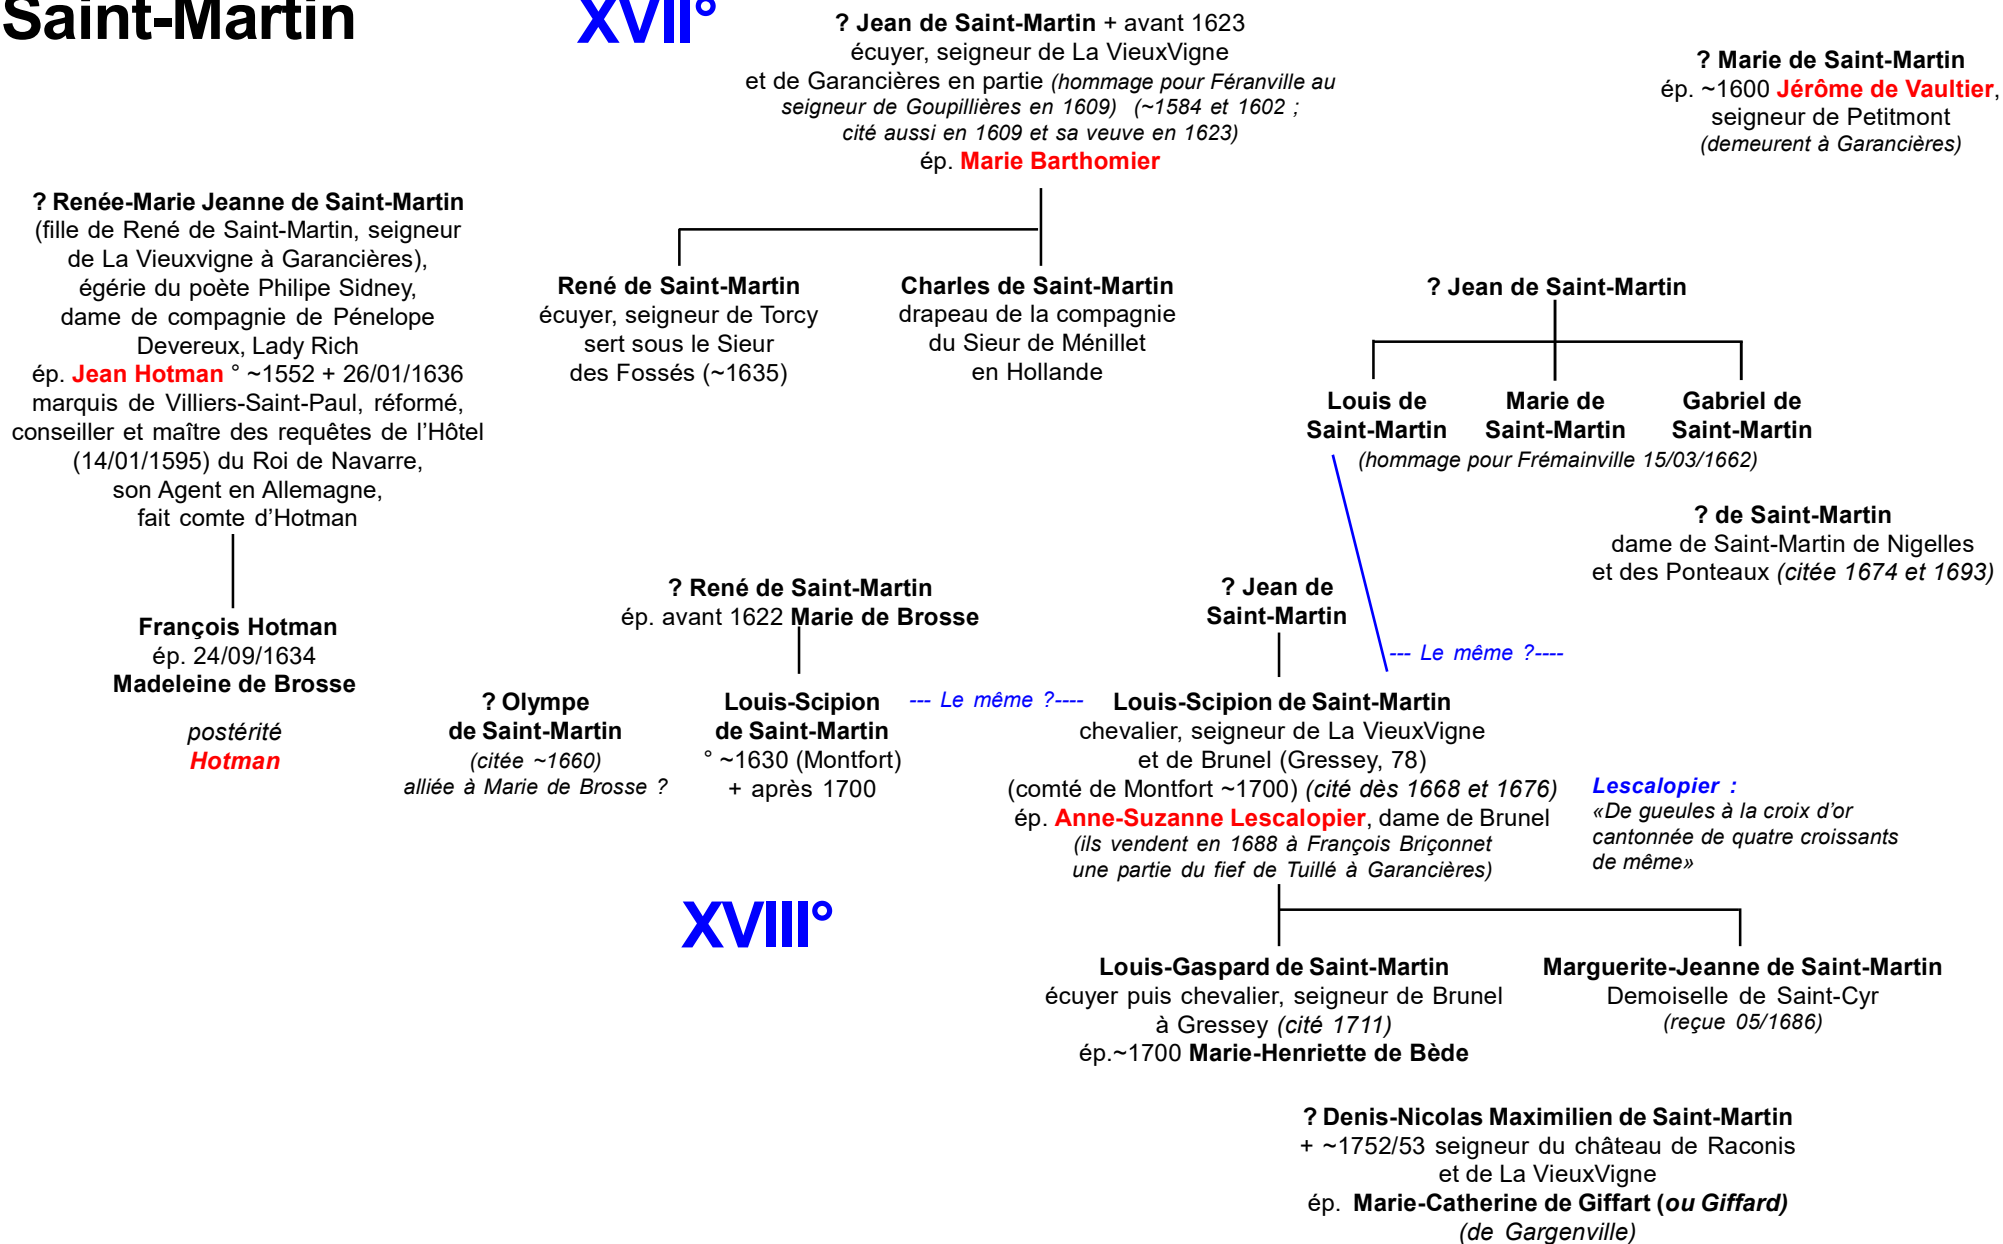 Saint-Martin
XVII°
? Jean de Saint-Martin + avant 1623
écuyer, seigneur de La VieuxVigne
et de Garancières en partie (hommage pour Féranville au
seigneur de Goupillières en 1609) (~1584 et 1602 ;
cité aussi en 1609 et sa veuve en 1623)
ép. Marie Barthomier
? Marie de Saint-Martin
ép. ~1600 Jérôme de Vaultier,
seigneur de Petitmont
(demeurent à Garancières)
? Renée-Marie Jeanne de Saint-Martin
(fille de René de Saint-Martin, seigneur
de La Vieuxvigne à Garancières),
égérie du poète Philipe Sidney,
dame de compagnie de Pénelope
Devereux, Lady Rich
ép. Jean Hotman ° ~1552 + 26/01/1636
marquis de Villiers-Saint-Paul, réformé,
conseiller et maître des requêtes de l'Hôtel
(14/01/1595) du Roi de Navarre,
son Agent en Allemagne,
fait comte d'Hotman
René de Saint-Martin
écuyer, seigneur de Torcy
sert sous le Sieur
des Fossés (~1635)
Charles de Saint-Martin
drapeau de la compagnie
du Sieur de Ménillet
en Hollande
? Jean de Saint-Martin
Louis de
Saint-Martin
Marie de
Saint-Martin
Gabriel de
Saint-Martin
(hommage pour Frémainville 15/03/1662)
? de Saint-Martin
dame de Saint-Martin de Nigelles
et des Ponteaux (citée 1674 et 1693)
François Hotman
ép. 24/09/1634
Madeleine de Brosse
postérité
Hotman
? René de Saint-Martin
ép. avant 1622 Marie de Brosse
? Jean de
Saint-Martin
--- Le même ?----
? Olympe
de Saint-Martin
(citée ~1660)
alliée à Marie de Brosse ?
Louis-Scipion
de Saint-Martin
° ~1630 (Montfort)
+ après 1700
--- Le même ?----
Louis-Scipion de Saint-Martin
chevalier, seigneur de La VieuxVigne
et de Brunel (Gressey, 78)
(comté de Montfort ~1700) (cité dès 1668 et 1676)
ép. Anne-Suzanne Lescalopier, dame de Brunel
(ils vendent en 1688 à François Briçonnet
une partie du fief de Tuillé à Garancières)
Lescalopier :
«De gueules à la croix d'or
cantonnée de quatre croissants
de même»
XVIII°
Louis-Gaspard de Saint-Martin
écuyer puis chevalier, seigneur de Brunel
à Gressey (cité 1711)
ép.~1700 Marie-Henriette de Bède
Marguerite-Jeanne de Saint-Martin
Demoiselle de Saint-Cyr
(reçue 05/1686)
? Denis-Nicolas Maximilien de Saint-Martin
+ ~1752/53 seigneur du château de Raconis
et de La VieuxVigne
ép. Marie-Catherine de Giffart (ou Giffard)
(de Gargenville)